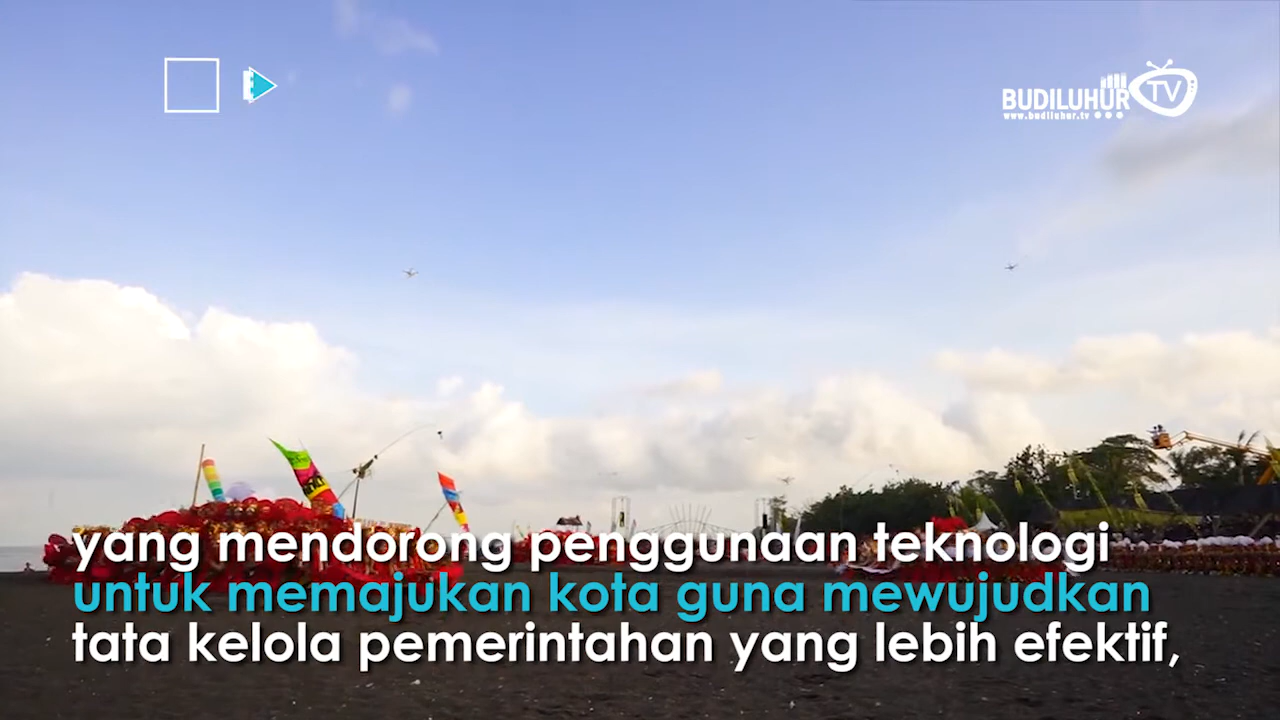 BUDILUHUR TV
www.budiluhur.tv
yang mendorong penggunaan teknologi
untuk memajukan kota guna mewujudkan
tata kelola pemerintahan yang lebih efektif,